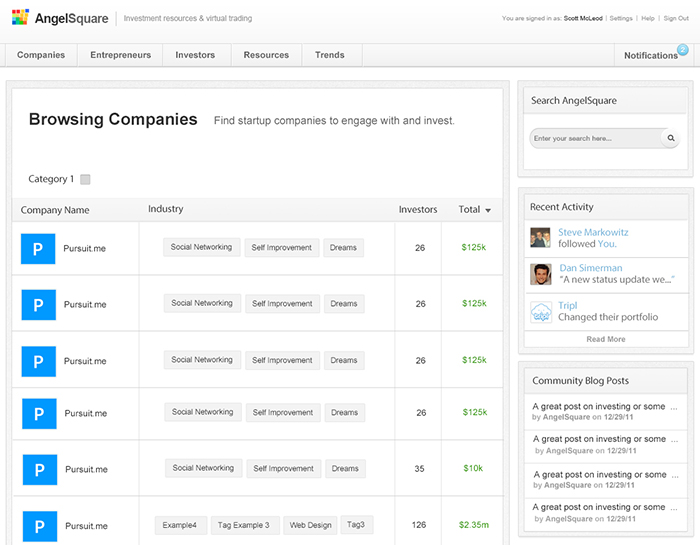 AngelSquare
Investment resources & virtual trading
You are signed in as: Scott McLeod | Settings | Help | Sign Out
Companies
Entrepreneurs
Investors
Resources
Trends
Notifications
2
Browsing Companies
Find startup companies to engage with and invest.
Category 1
Company Name Industry Investors Total
P Pursuit.me Social Networking Self Improvement Dreams 26 $125k
P Pursuit.me Social Networking Self Improvement Dreams 26 $125k
P Pursuit.me Social Networking Self Improvement Dreams 26 $125k
P Pursuit.me Social Networking Self Improvement Dreams 26 $125k
P Pursuit.me Social Networking Self Improvement Dreams 35 $10k
P Pursuit.me Example4 Tag Example 3 Web Design Tag3 126 $2.35m
Search AngelSquare
Enter your search here...
Recent Activity
Steve Markowitz
followed You.
Dan Simerman
“A new status update we...”
Tripl
Changed their portfolio
Read More
Community Blog Posts
A great post on investing or some ...
by AngelSquare on 12/29/11
A great post on investing or some ...
by AngelSquare on 12/29/11
A great post on investing or some ...
by AngelSquare on 12/29/11
A great post on investing or some ...
by AngelSquare on 12/29/11